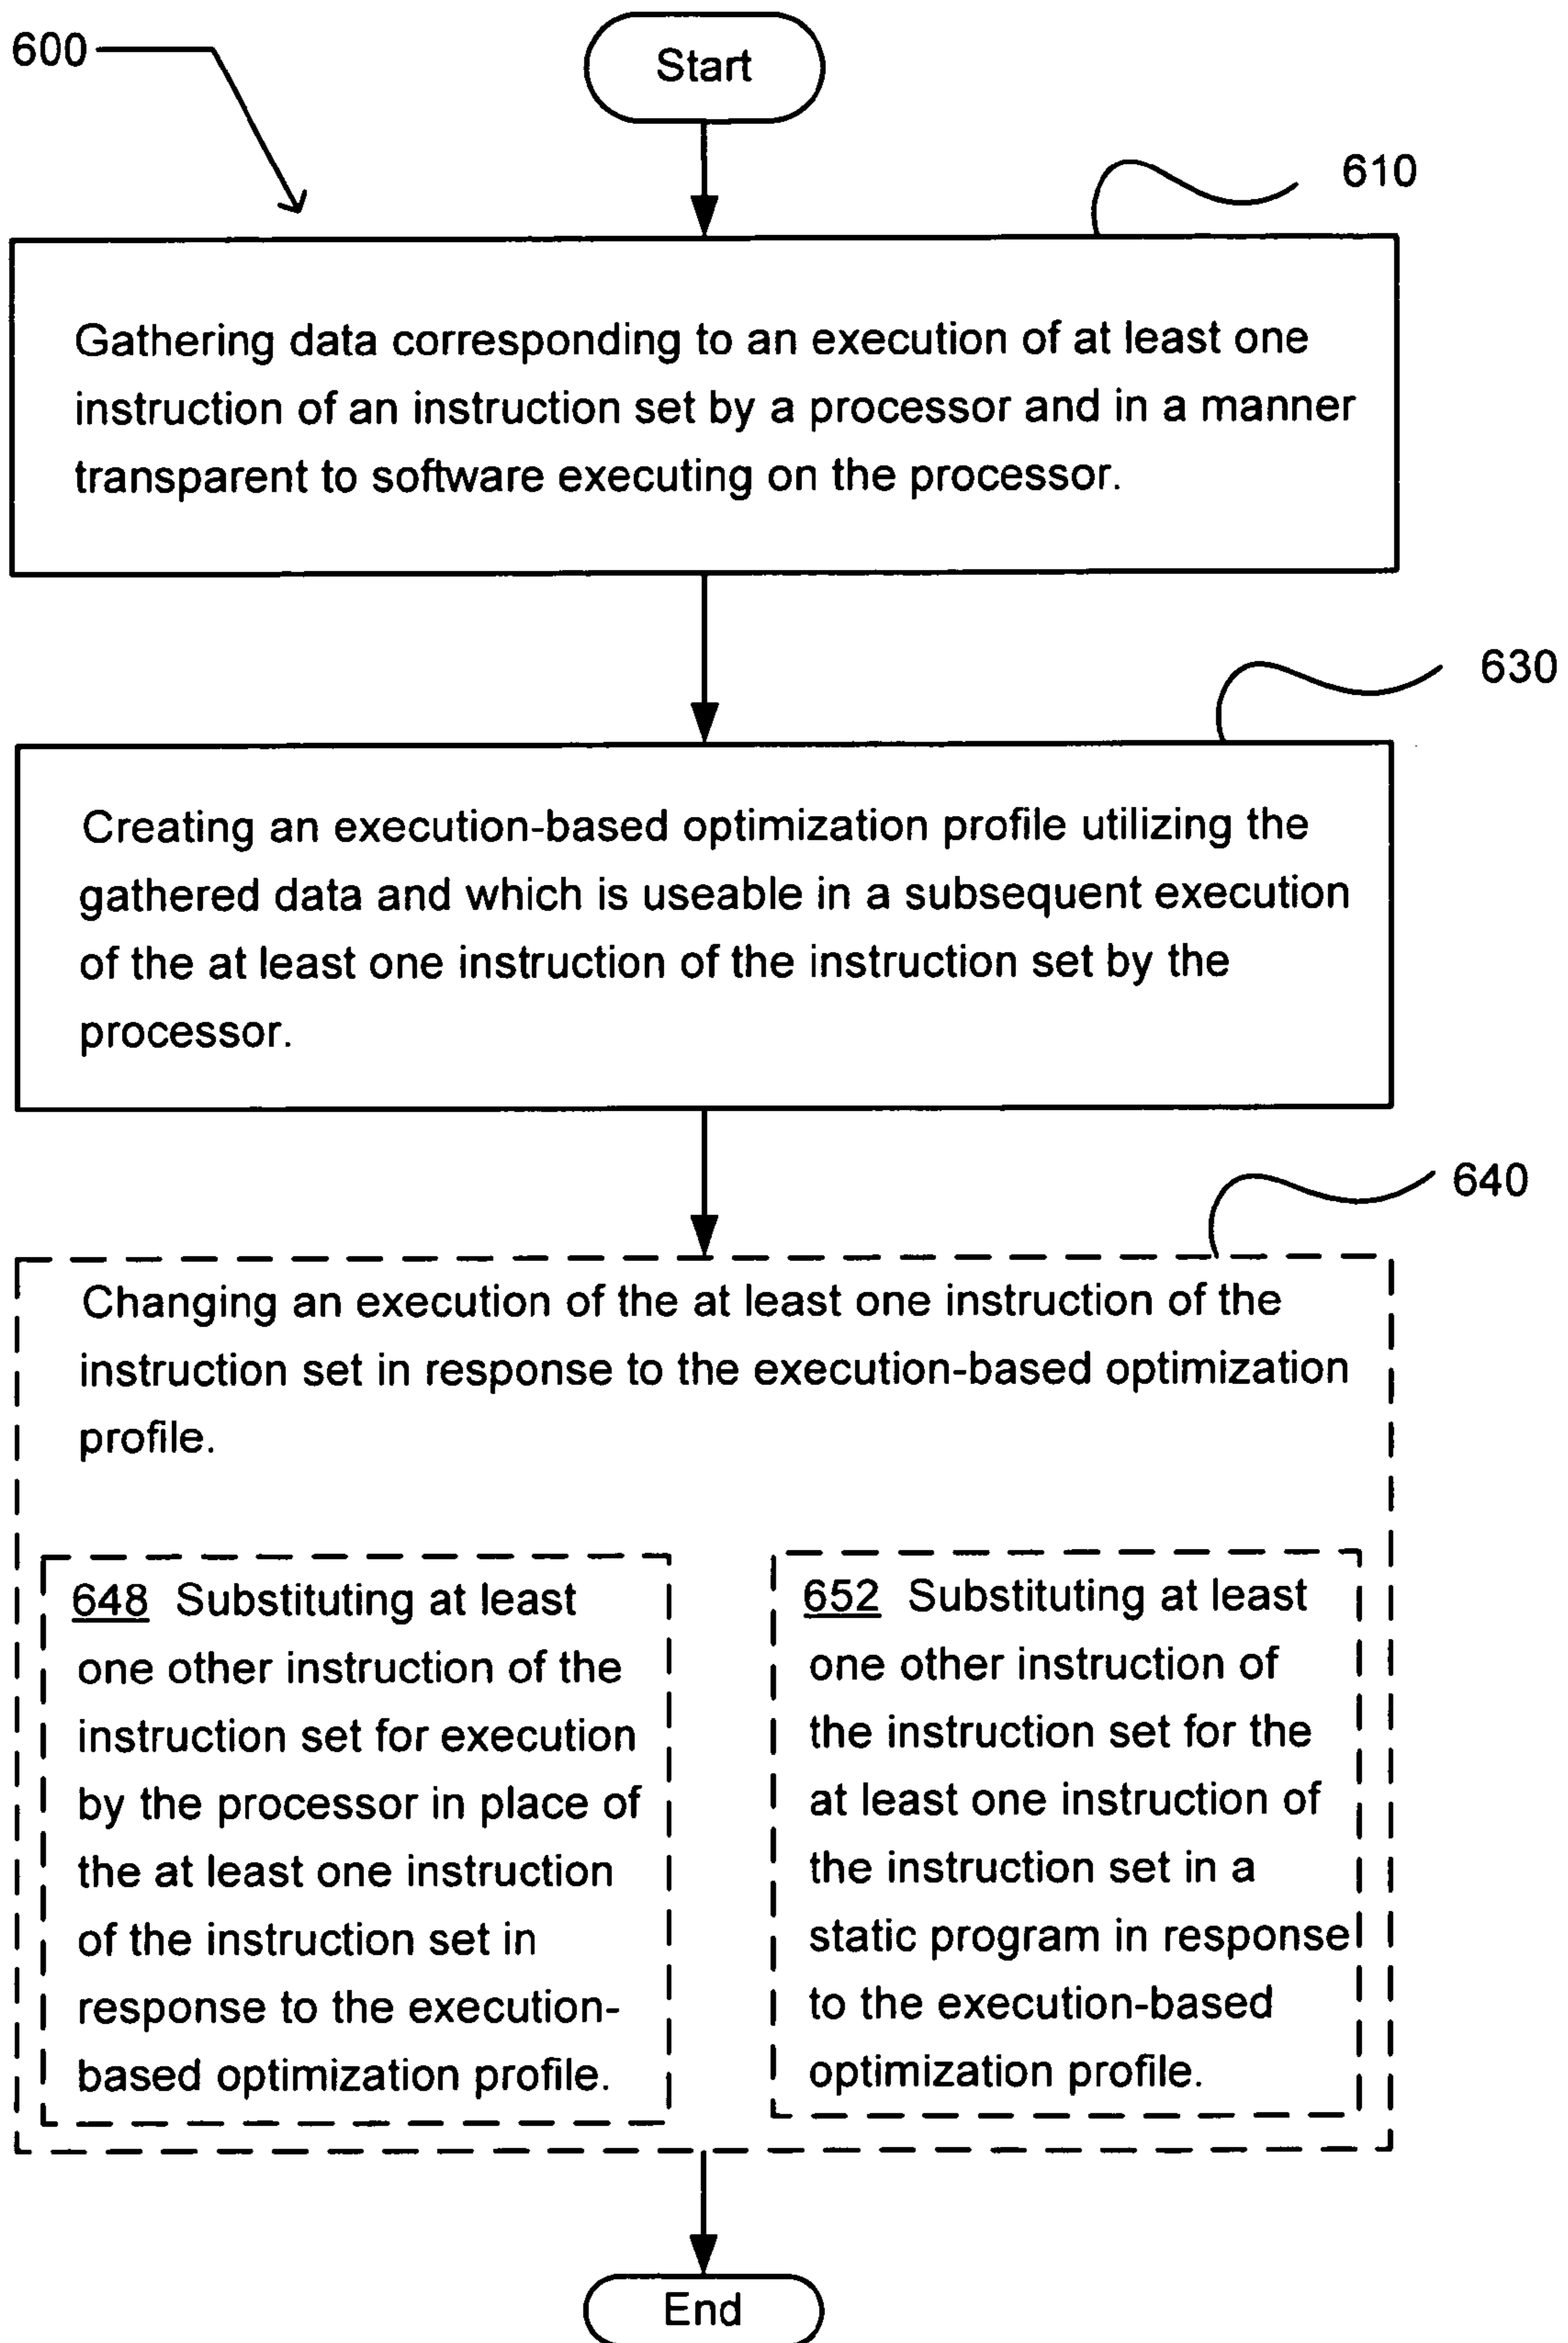 600
Start
610
Gathering data corresponding to an execution of at least one
instruction of an instruction set by a processor and in a manner
transparent to software executing on the processor.
630
Creating an execution-based optimization profile utilizing the
gathered data and which is useable in a subsequent execution
of the at least one instruction of the instruction set by the
processor.
640
Changing an execution of the at least one instruction of the
instruction set in response to the execution-based optimization
profile.
648 Substituting at least
one other instruction of the
instruction set for execution
by the processor in place of
the at least one instruction
of the instruction set in
response to the execution-
based optimization profile.
652 Substituting at least
one other instruction of
the instruction set for the
at least one instruction of
the instruction set in a
static program in response
to the execution-based
optimization profile.
End